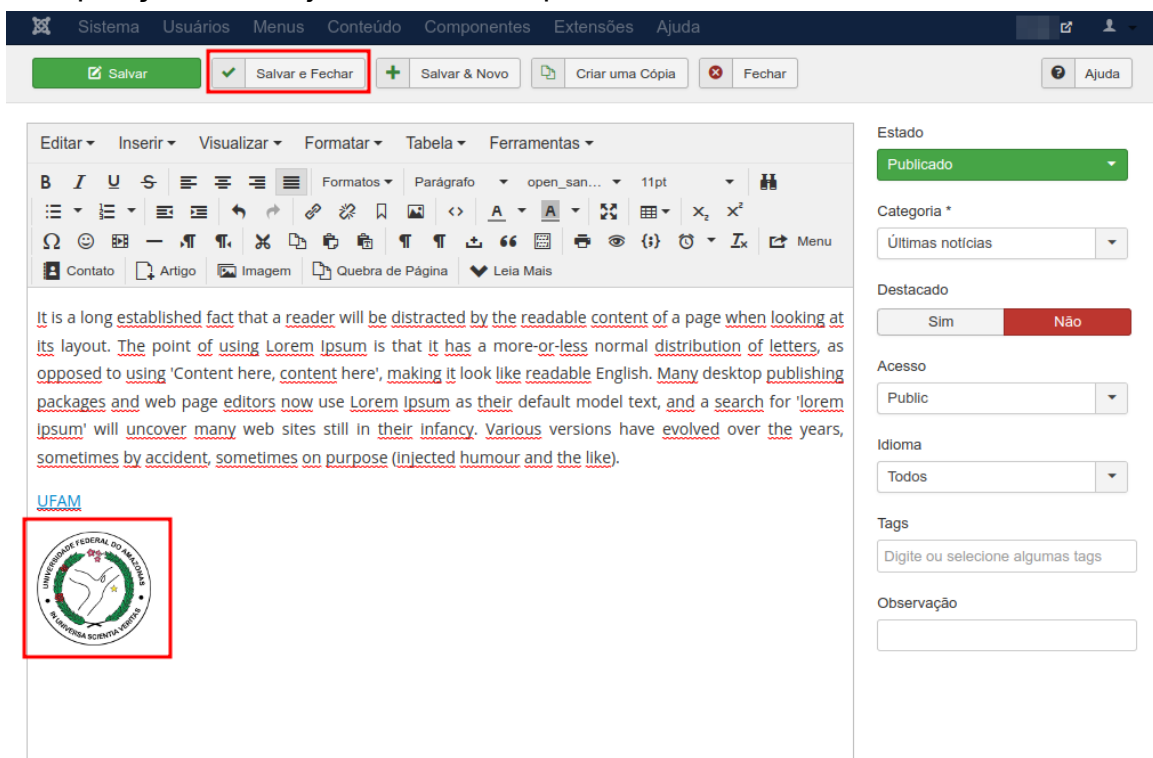 Sistema Usuários Menus Conteúdo Componentes Extensões Ajuda
Salvar Salvar e Fechar Salvar & Novo Criar uma Cópia Fechar Ajuda
Editar Inserir Visualizar Formatar Tabela Ferramentas
B I U S Formatos Parágrafo open_san... 11pt
A A X₂ X²
Ω Menu
Contato Artigo Imagem Quebra de Página Leia Mais
It is a long established fact that a reader will be distracted by the readable content of a page when looking at
its layout. The point of using Lorem Ipsum is that it has a more-or-less normal distribution of letters, as
opposed to using 'Content here, content here', making it look like readable English. Many desktop publishing
packages and web page editors now use Lorem Ipsum as their default model text, and a search for 'lorem
ipsum' will uncover many web sites still in their infancy. Various versions have evolved over the years,
sometimes by accident, sometimes on purpose (injected humour and the like).
UFAM
UNIVERSIDADE FEDERAL DO AMAZONAS
IN UNIVERSA SCIENTIA VERITAS
Estado
Publicado
Categoria *
Últimas notícias
Destacado
Sim Não
Acesso
Public
Idioma
Todos
Tags
Digite ou selecione algumas tags
Observação